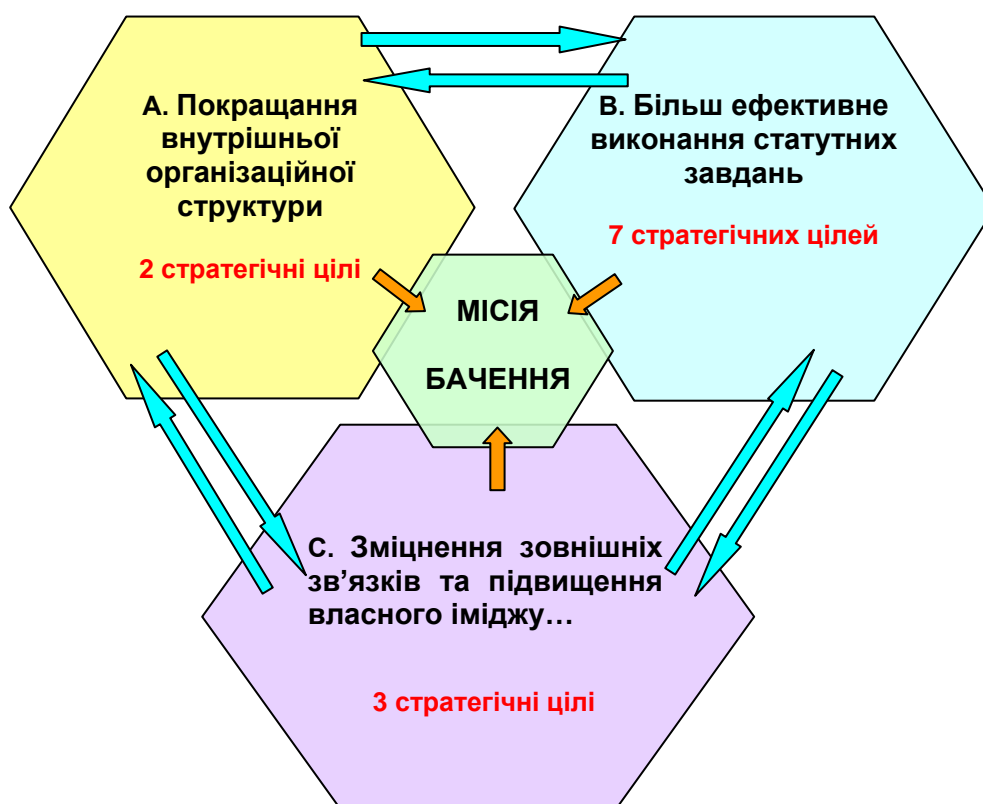 А. Покращання
внутрішньої
організаційної
структури
2 стратегічні цілі
В. Більш ефективне
виконання статутних
завдань
7 стратегічних цілей
МІСІЯ
БАЧЕННЯ
С. Зміцнення зовнішніх
зв’язків та підвищення
власного іміджу…
3 стратегічні цілі